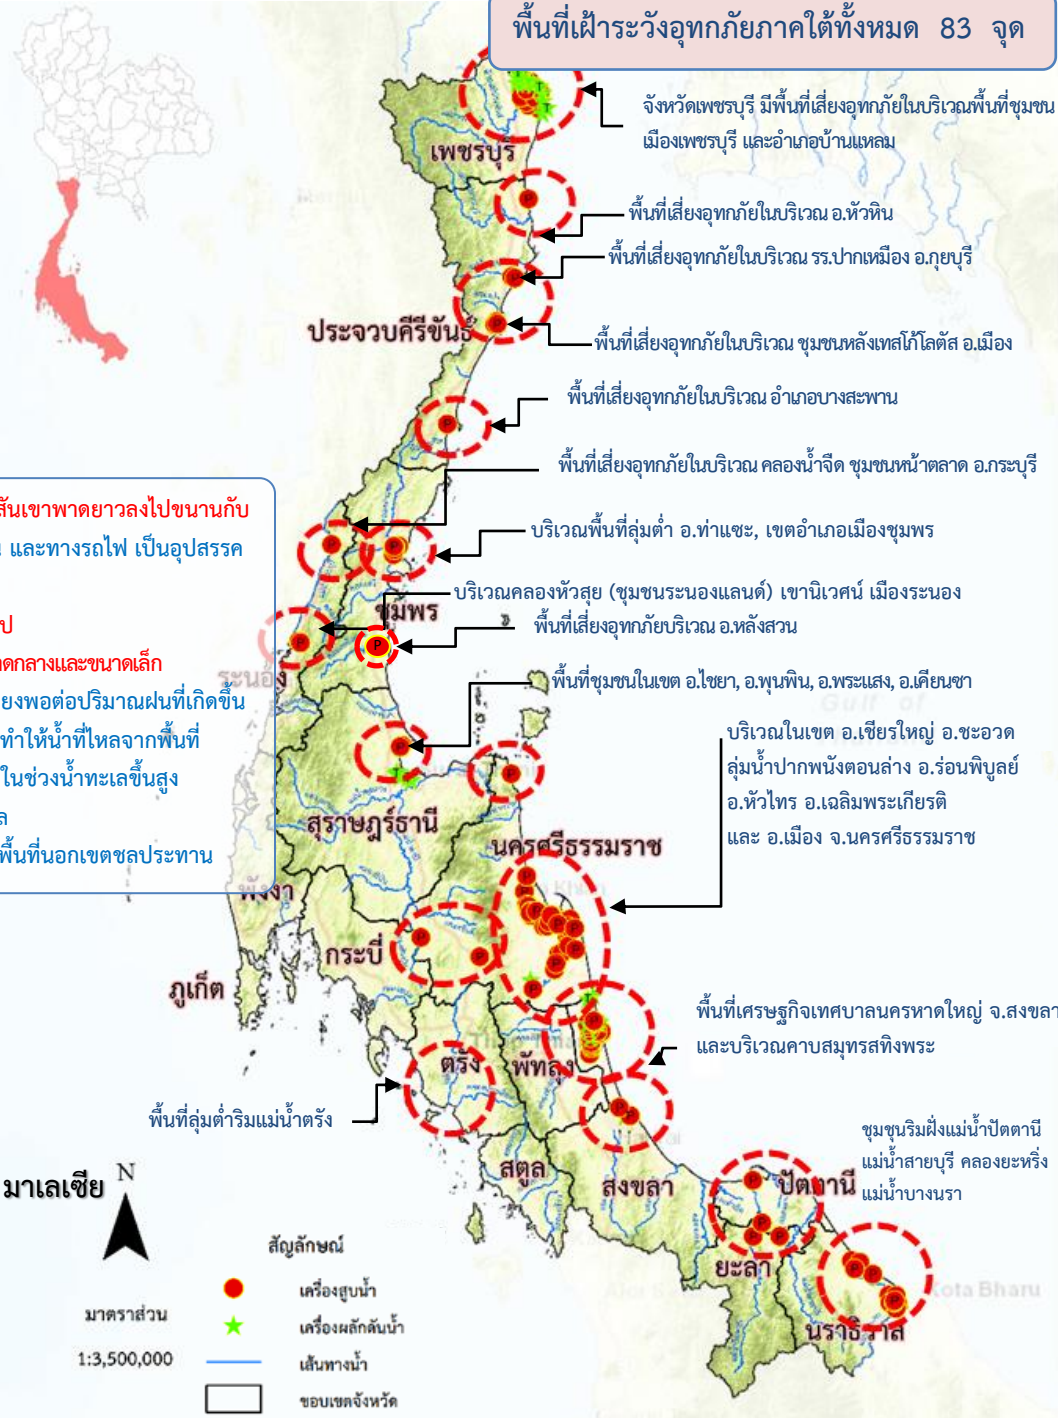 พื้นที่เฝ้าระวังอุทกภัยภาคใต้ทั้งหมด 83 จุด
จังหวัดเพชรบุรี มีพื้นที่เสี่ยงอุทกภัยในบริเวณพื้นที่ชุมชน
เมืองเพชรบุรี และอำเภอบ้านแหลม
เพชรบุรี
พื้นที่เสี่ยงอุทกภัยในบริเวณ อ.หัวหิน
พื้นที่เสี่ยงอุทกภัยในบริเวณ รร.ปากเหมือง อ.กุยบุรี
ประจวบคีรีขันธ์
พื้นที่เสี่ยงอุทกภัยในบริเวณ ชุมชนหลังเทสโก้โลตัส อ.เมือง
พื้นที่เสี่ยงอุทกภัยในบริเวณ อำเภอบางสะพาน
พื้นที่เสี่ยงอุทกภัยในบริเวณ คลองน้ำจืด ชุมชนหน้าตลาด อ.กระบุรี
สันเขาพาดยาวลงไปขนานกับ
และทางรถไฟ เป็นอุปสรรค
ป
ดกลางและขนาดเล็ก
ยงพอต่อปริมาณฝนที่เกิดขึ้น
ทำให้น้ำที่ไหลจากพื้นที่
ในช่วงน้ำทะเลขึ้นสูง
ล
พื้นที่นอกเขตชลประทาน
บริเวณพื้นที่ลุ่มต่ำ อ.ท่าแซะ, เขตอำเภอเมืองชุมพร
บริเวณคลองหัวสุย (ชุมชนระนองแลนด์) เขานิเวศน์ เมืองระนอง
ชุมพร
พื้นที่เสี่ยงอุทกภัยบริเวณ อ.หลังสวน
ระนอง
พื้นที่ชุมชนในเขต อ.ไชยา, อ.พุนพิน, อ.พระแสง, อ.เคียนซา
Gulf of
บริเวณในเขต อ.เชียรใหญ่ อ.ชะอวด
ลุ่มน้ำปากพนังตอนล่าง อ.ร่อนพิบูลย์
อ.หัวไทร อ.เฉลิมพระเกียรติ
และ อ.เมือง จ.นครศรีธรรมราช
สุราษฎร์ธานี
นครศรีธรรมราช
พังงา
กระบี่
ภูเก็ต
พื้นที่เศรษฐกิจเทศบาลนครหาดใหญ่ จ.สงขลา
และบริเวณคาบสมุทรสทิงพระ
ตรัง
พัทลุง
พื้นที่ลุ่มต่ำริมแม่น้ำตรัง
ชุมชุนริมฝั่งแม่น้ำปัตตานี
แม่น้ำสายบุรี คลองยะหริ่ง
แม่น้ำบางนรา
สตูล
สงขลา
ปัตตานี
ยะลา
นราธิวาส
Kota Bharu
มาเลเซีย
N
มาตราส่วน
1:3,500,000
สัญลักษณ์
เครื่องสูบน้ำ
เครื่องผลักดันน้ำ
เส้นทางน้ำ
ขอบเขตจังหวัด